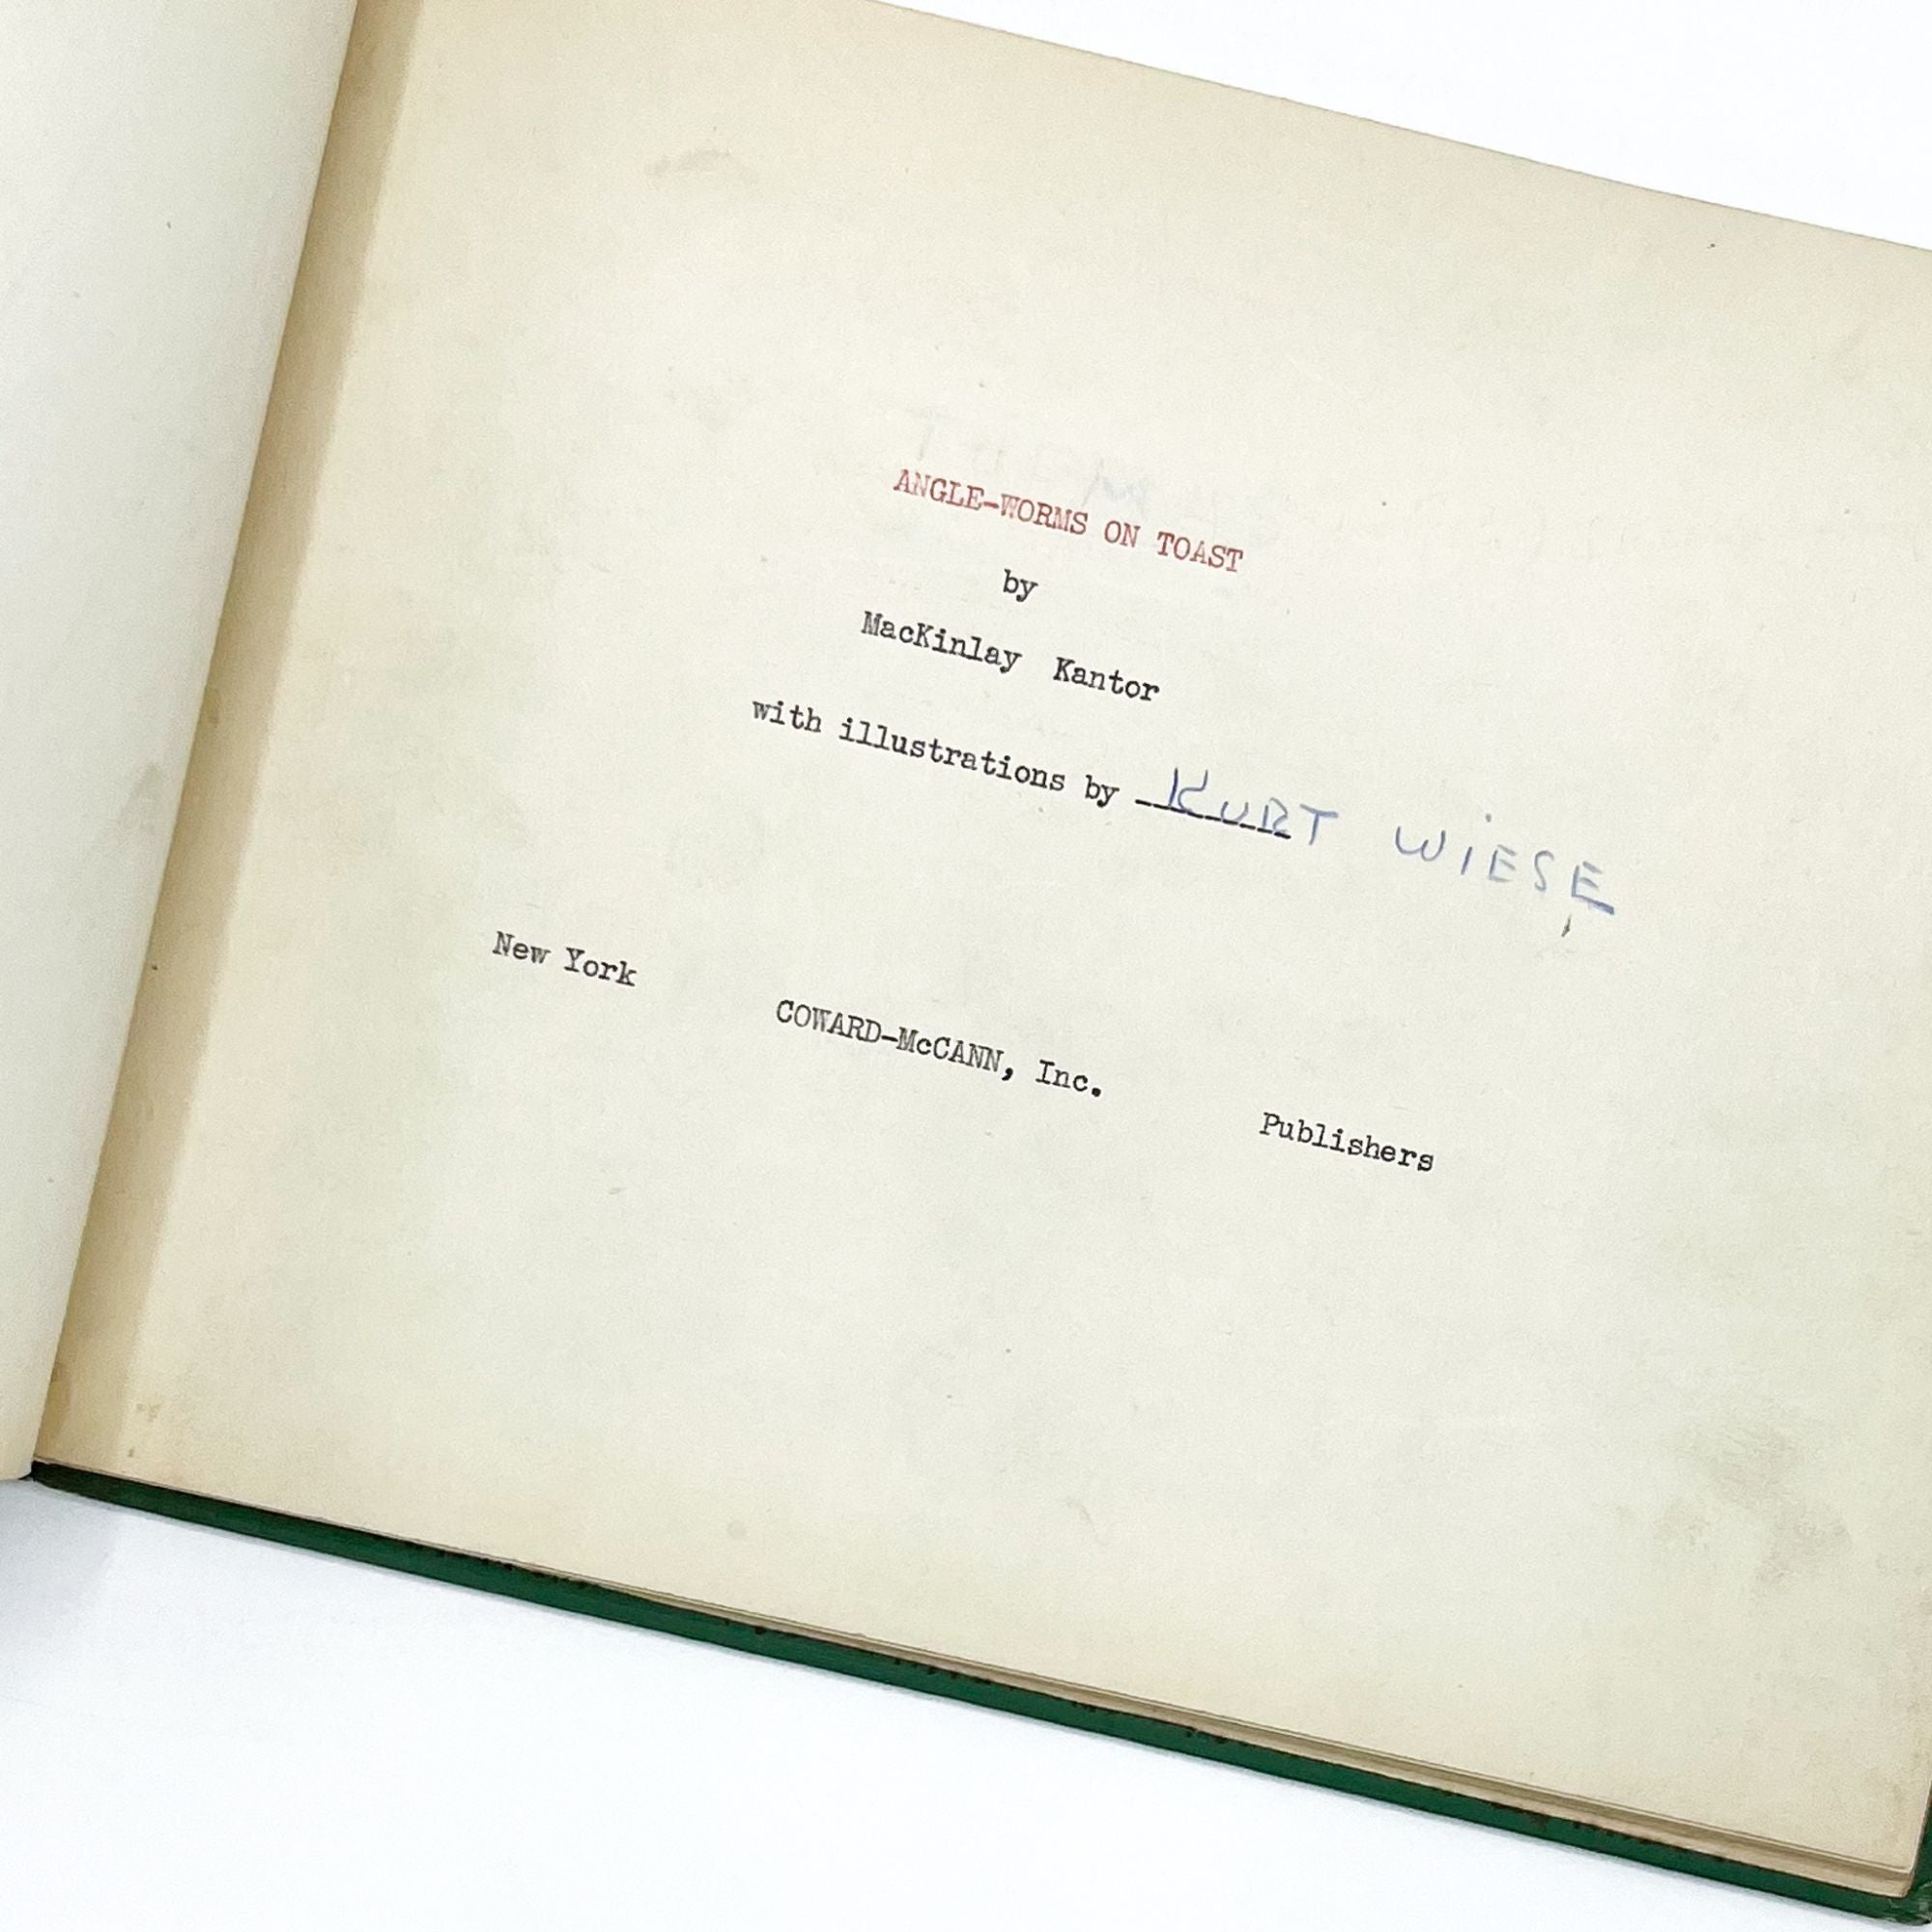 ANGLE-WORMS ON TOAST
by
MacKinlay Kantor
with illustrations by KURT WIESE
New York COWARD-McCANN, Inc. Publishers